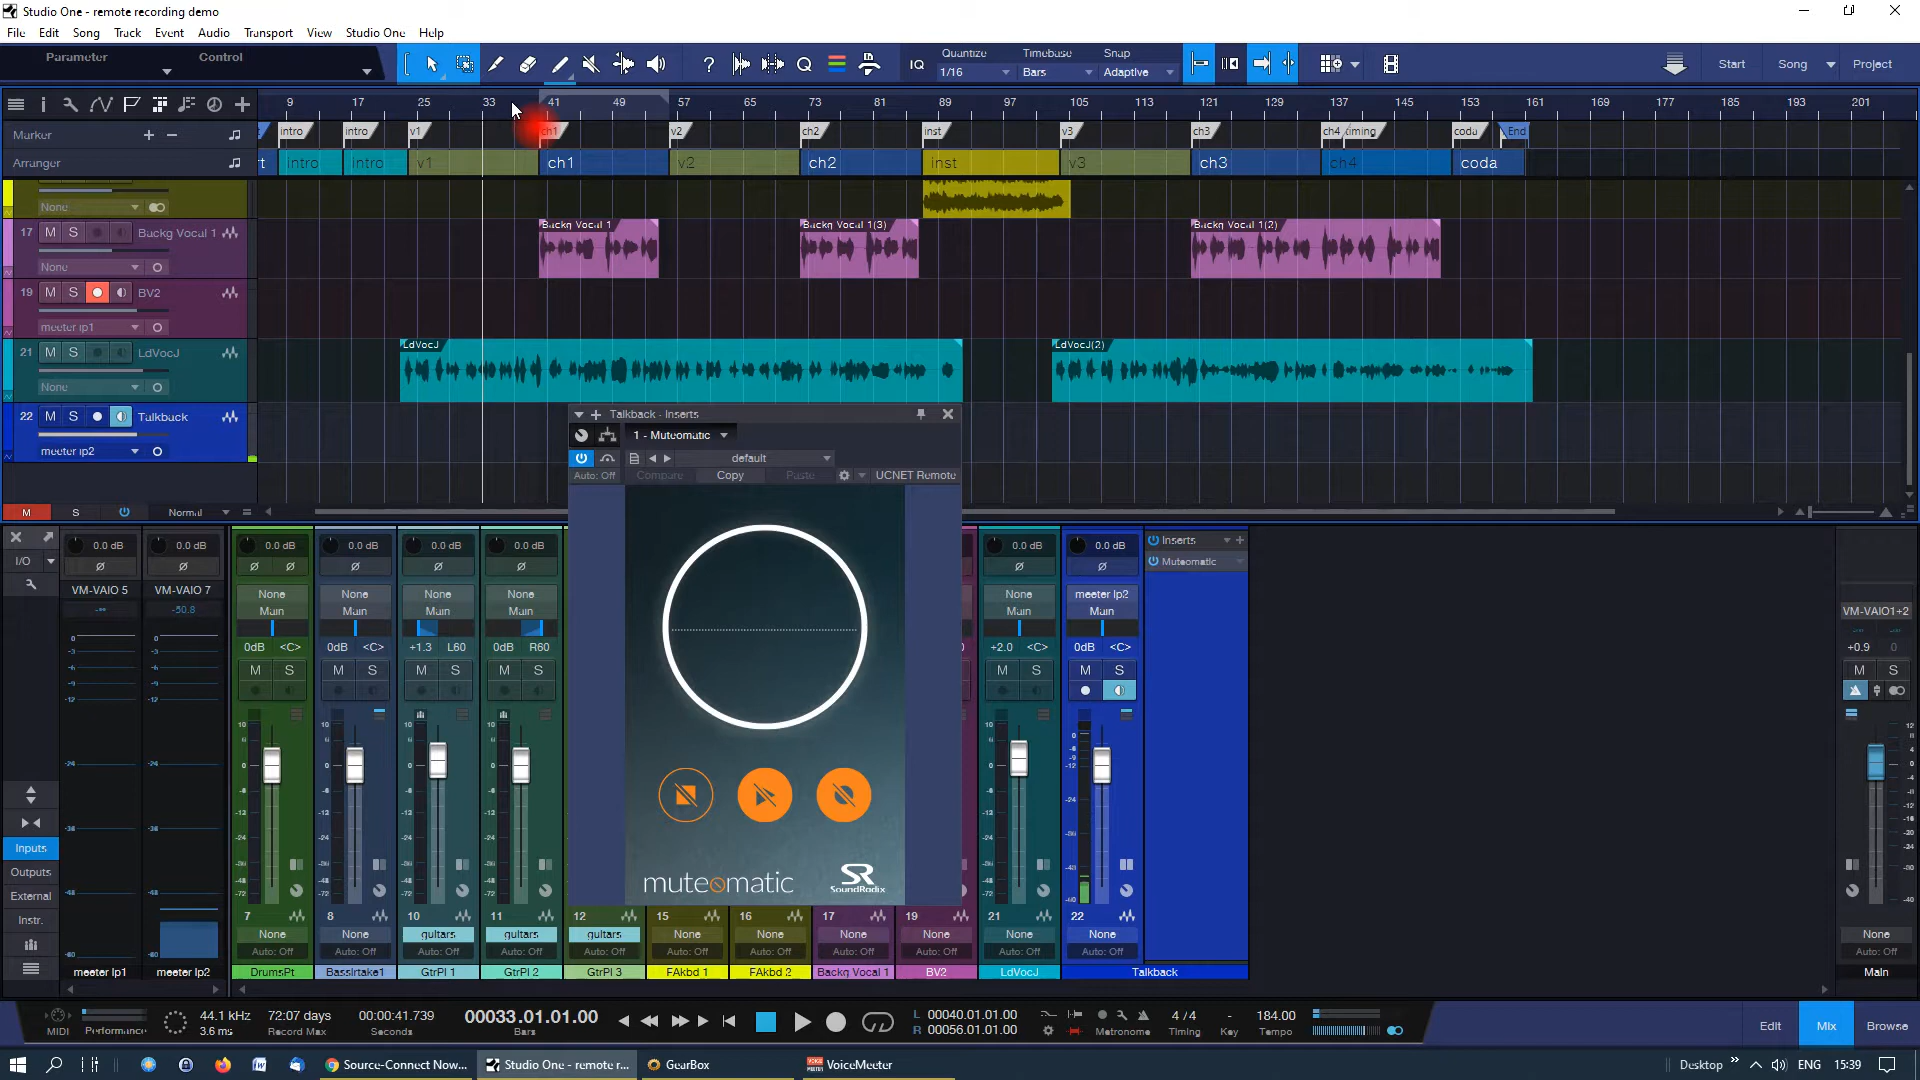 Studio One - remote recording demo
File Edit Song Track Event Audio Transport View Studio One Help
Parameter Control
Quantize Timebase Snap
IQ 1/16 Bars Adaptive Start Song Project
9 17 25 33 41 49 57 65 73 81 89 97 105 113 121 129 137 145 153 161 169 177 185 193 201
Marker intro intro v1 ch1 v2 ch2 inst v3 ch3 ch4 timing coda End
Arranger intro intro v1 ch1 v2 ch2 inst v3 ch3 ch4 coda
None
17 M S Backg Vocal 1
None
Backg Vocal 1 Backg Vocal 1(3) Backg Vocal 1(2)
19 M S BV2
meeter ip1
21 M S LdVocJ
None
LdVocJ LdVocJ(2)
22 M S Talkback
meeter ip2
M S Normal
Talkback - Inserts
1 - Muteomatic
default
Auto: Off Compare Copy Paste UCNET Remote
muteomatic SR SoundRadix
I/O 0.0 dB 0.0 dB 0.0 dB 0.0 dB 0.0 dB 0.0 dB 0.0 dB 0.0 dB Inserts
VM-VAIO 5 VM-VAIO 7 Muteomatic
-50.8
None None None None None meeter Ip2 VM-VAIO1+2
Main Main Main Main Main Main
0dB <C> 0dB <C> +1.3 L60 0dB R60 +2.0 <C> 0dB <C> +0.9 0
M S M S M S M S M S M S M S
Inputs
Outputs
External
Instr.
7 8 10 11 12 15 16 17 19 21 22
None None guitars guitars guitars None None None None None None None
Auto: Off Auto: Off Auto: Off Auto: Off Auto: Off Auto: Off Auto: Off Auto: Off Auto: Off Auto: Off Auto: Off Auto: Off
meeter Ip1 meeter Ip2 DrumsPt GtrPl 1 GtrPl 2 GtrPl 3 FAkbd 1 FAkbd 2 Backg Vocal 1 BV2 LdVocJ Talkback Main
MIDI Performance
44.1 kHz 3.6 ms
72:07 days Record Max
00:00:41.739 Seconds
00033.01.01.00 Bars
L 00040.01.01.00
R 00056.01.01.00
Metronome
4 / 4 Timing
- Key
184.00 Tempo
Edit Mix Browse
Source-Connect Now... Studio One - remote r... GearBox VoiceMeeter Desktop ENG 15:39